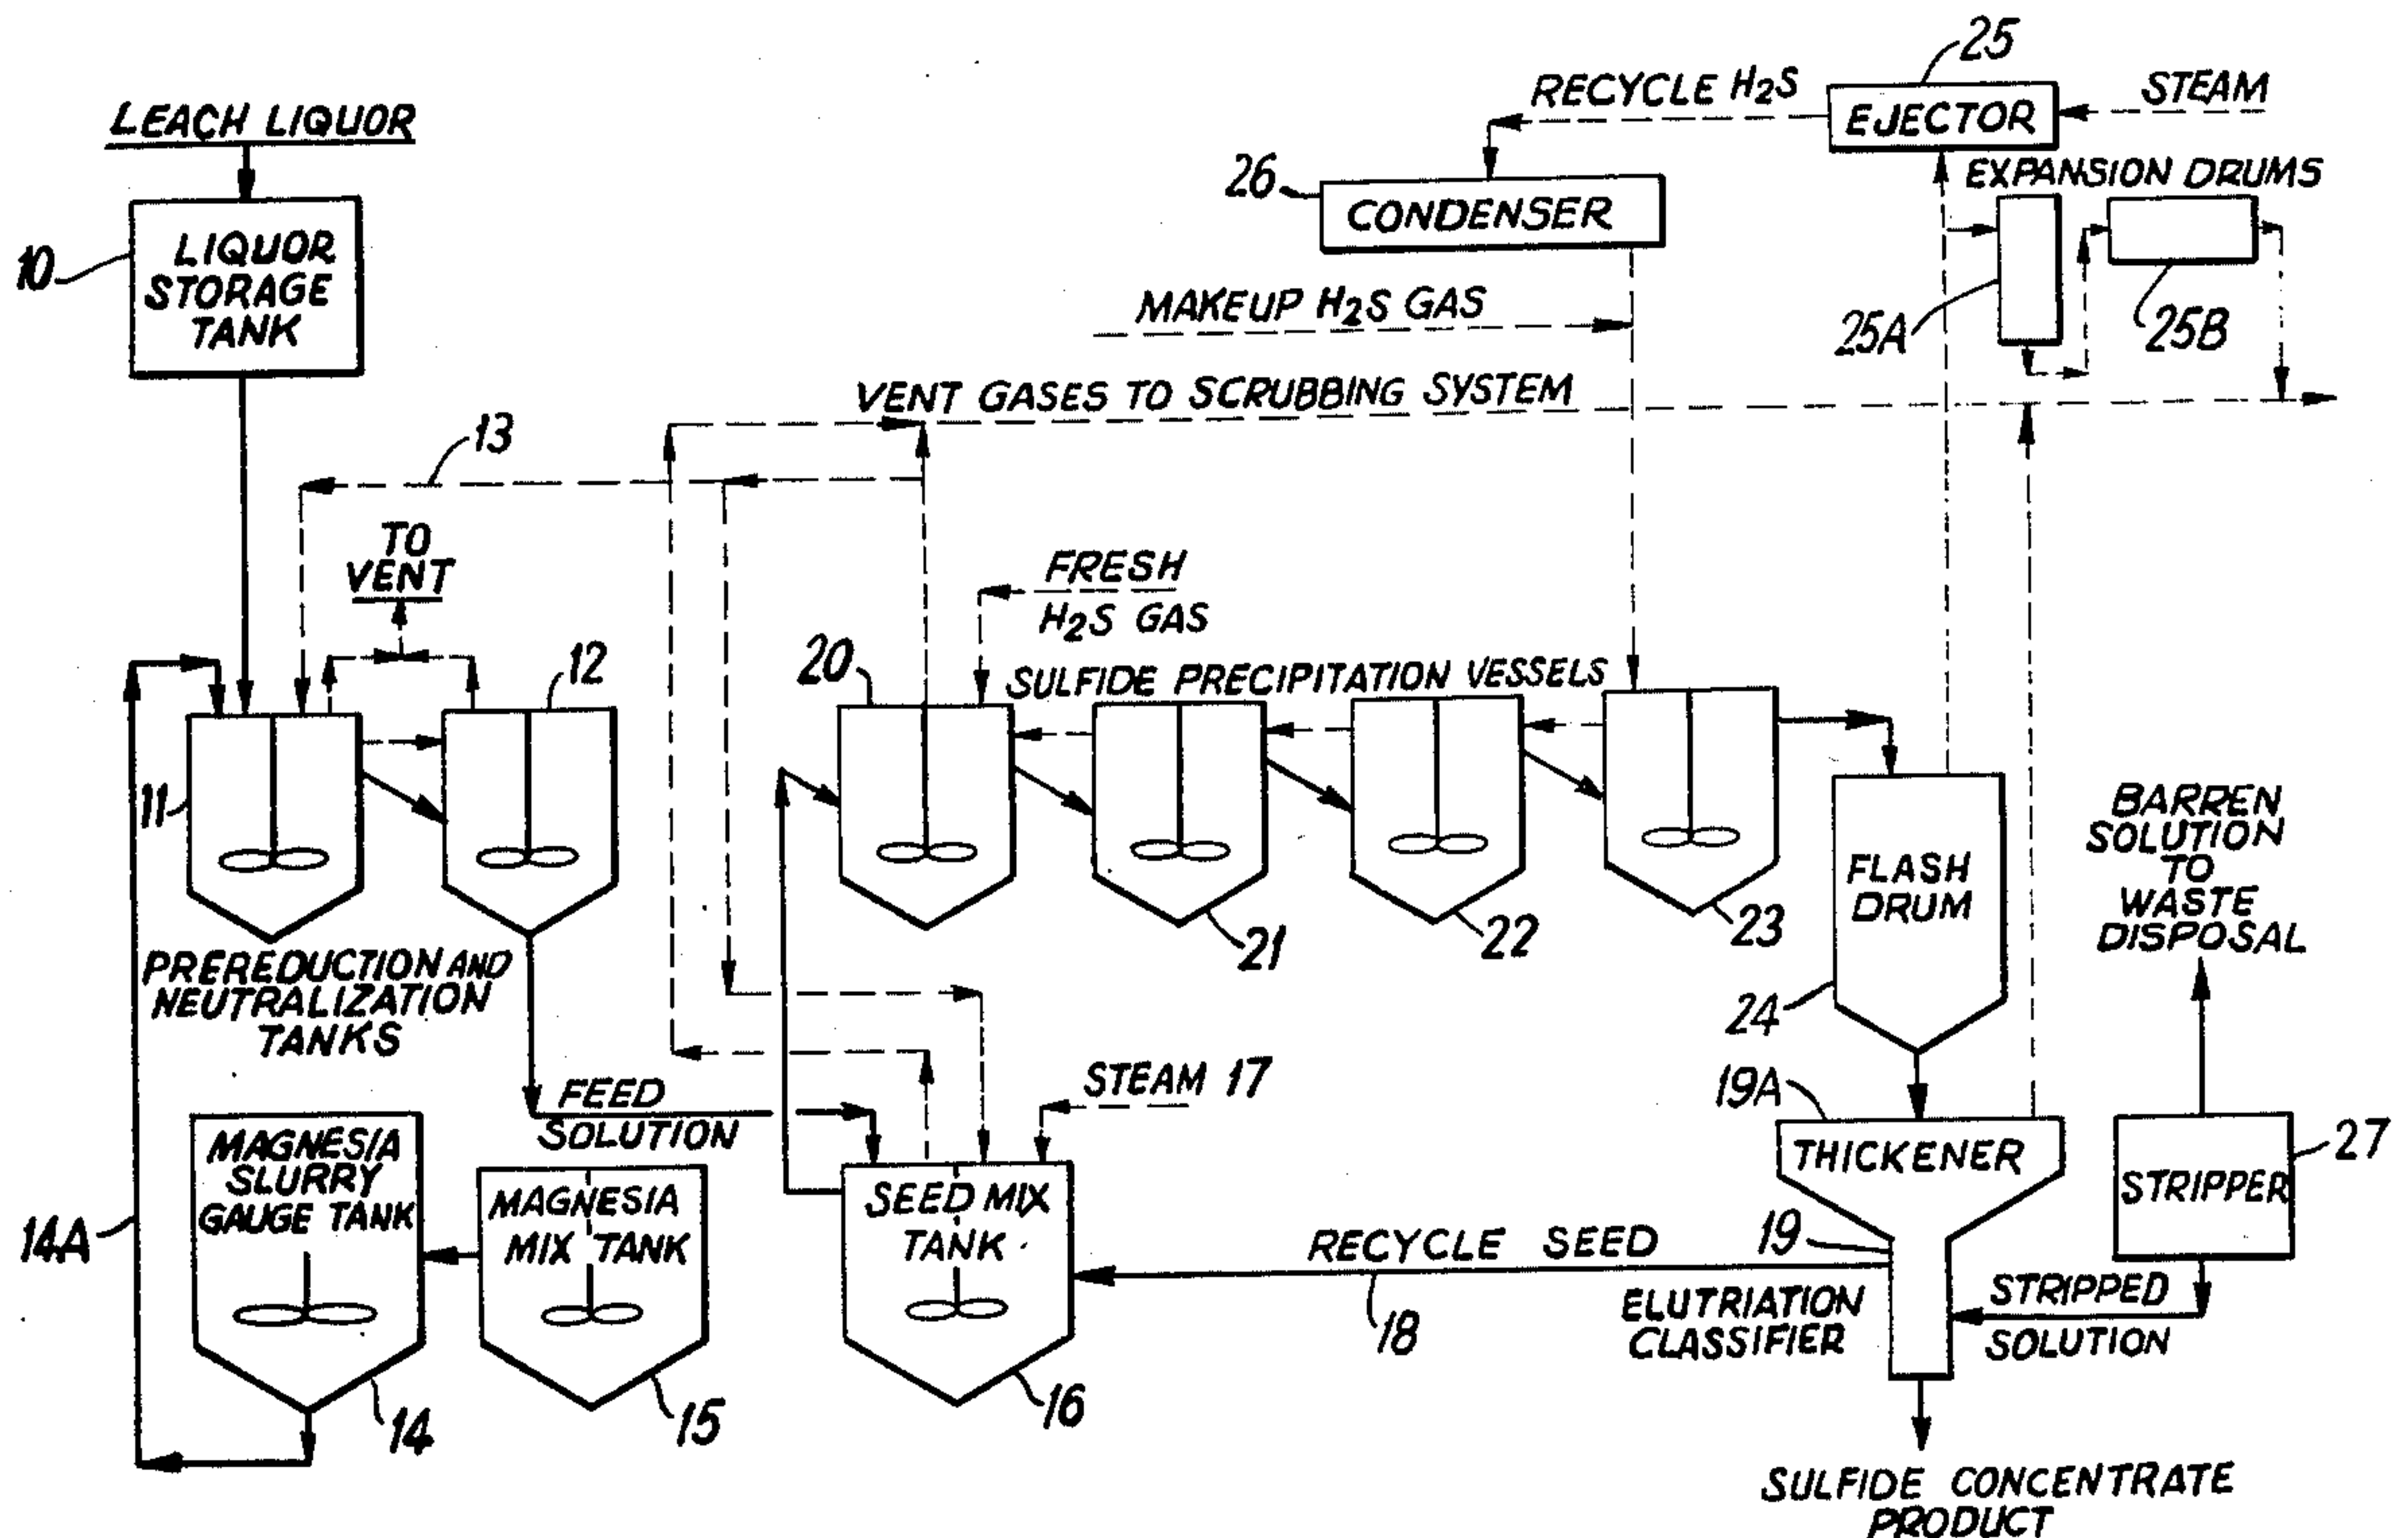 25
RECYCLE H2S
EJECTOR
STEAM
LEACH LIQUOR
EXPANSION DRUMS
26
CONDENSER
10
LIQUOR
STORAGE
TANK
MAKEUP H2S GAS
25A
25B
VENT GASES TO SCRUBBING SYSTEM
13
TO
VENT
FRESH
H2S GAS
12
20
SULFIDE PRECIPITATION VESSELS
11
BARREN
SOLUTION
TO
WASTE
DISPOSAL
FLASH
DRUM
21
22
23
24
PREREDUCTION AND
NEUTRALIZATION
TANKS
STEAM 17
19A
FEED
SOLUTION
MAGNESIA
SLURRY
GAUGE TANK
MAGNESIA
MIX TANK
SEED MIX
TANK
THICKENER
27
STRIPPER
14A
RECYCLE SEED
19
18
ELUTRIATION
CLASSIFIER
STRIPPED
SOLUTION
14
15
16
SULFIDE CONCENTRATE
PRODUCT